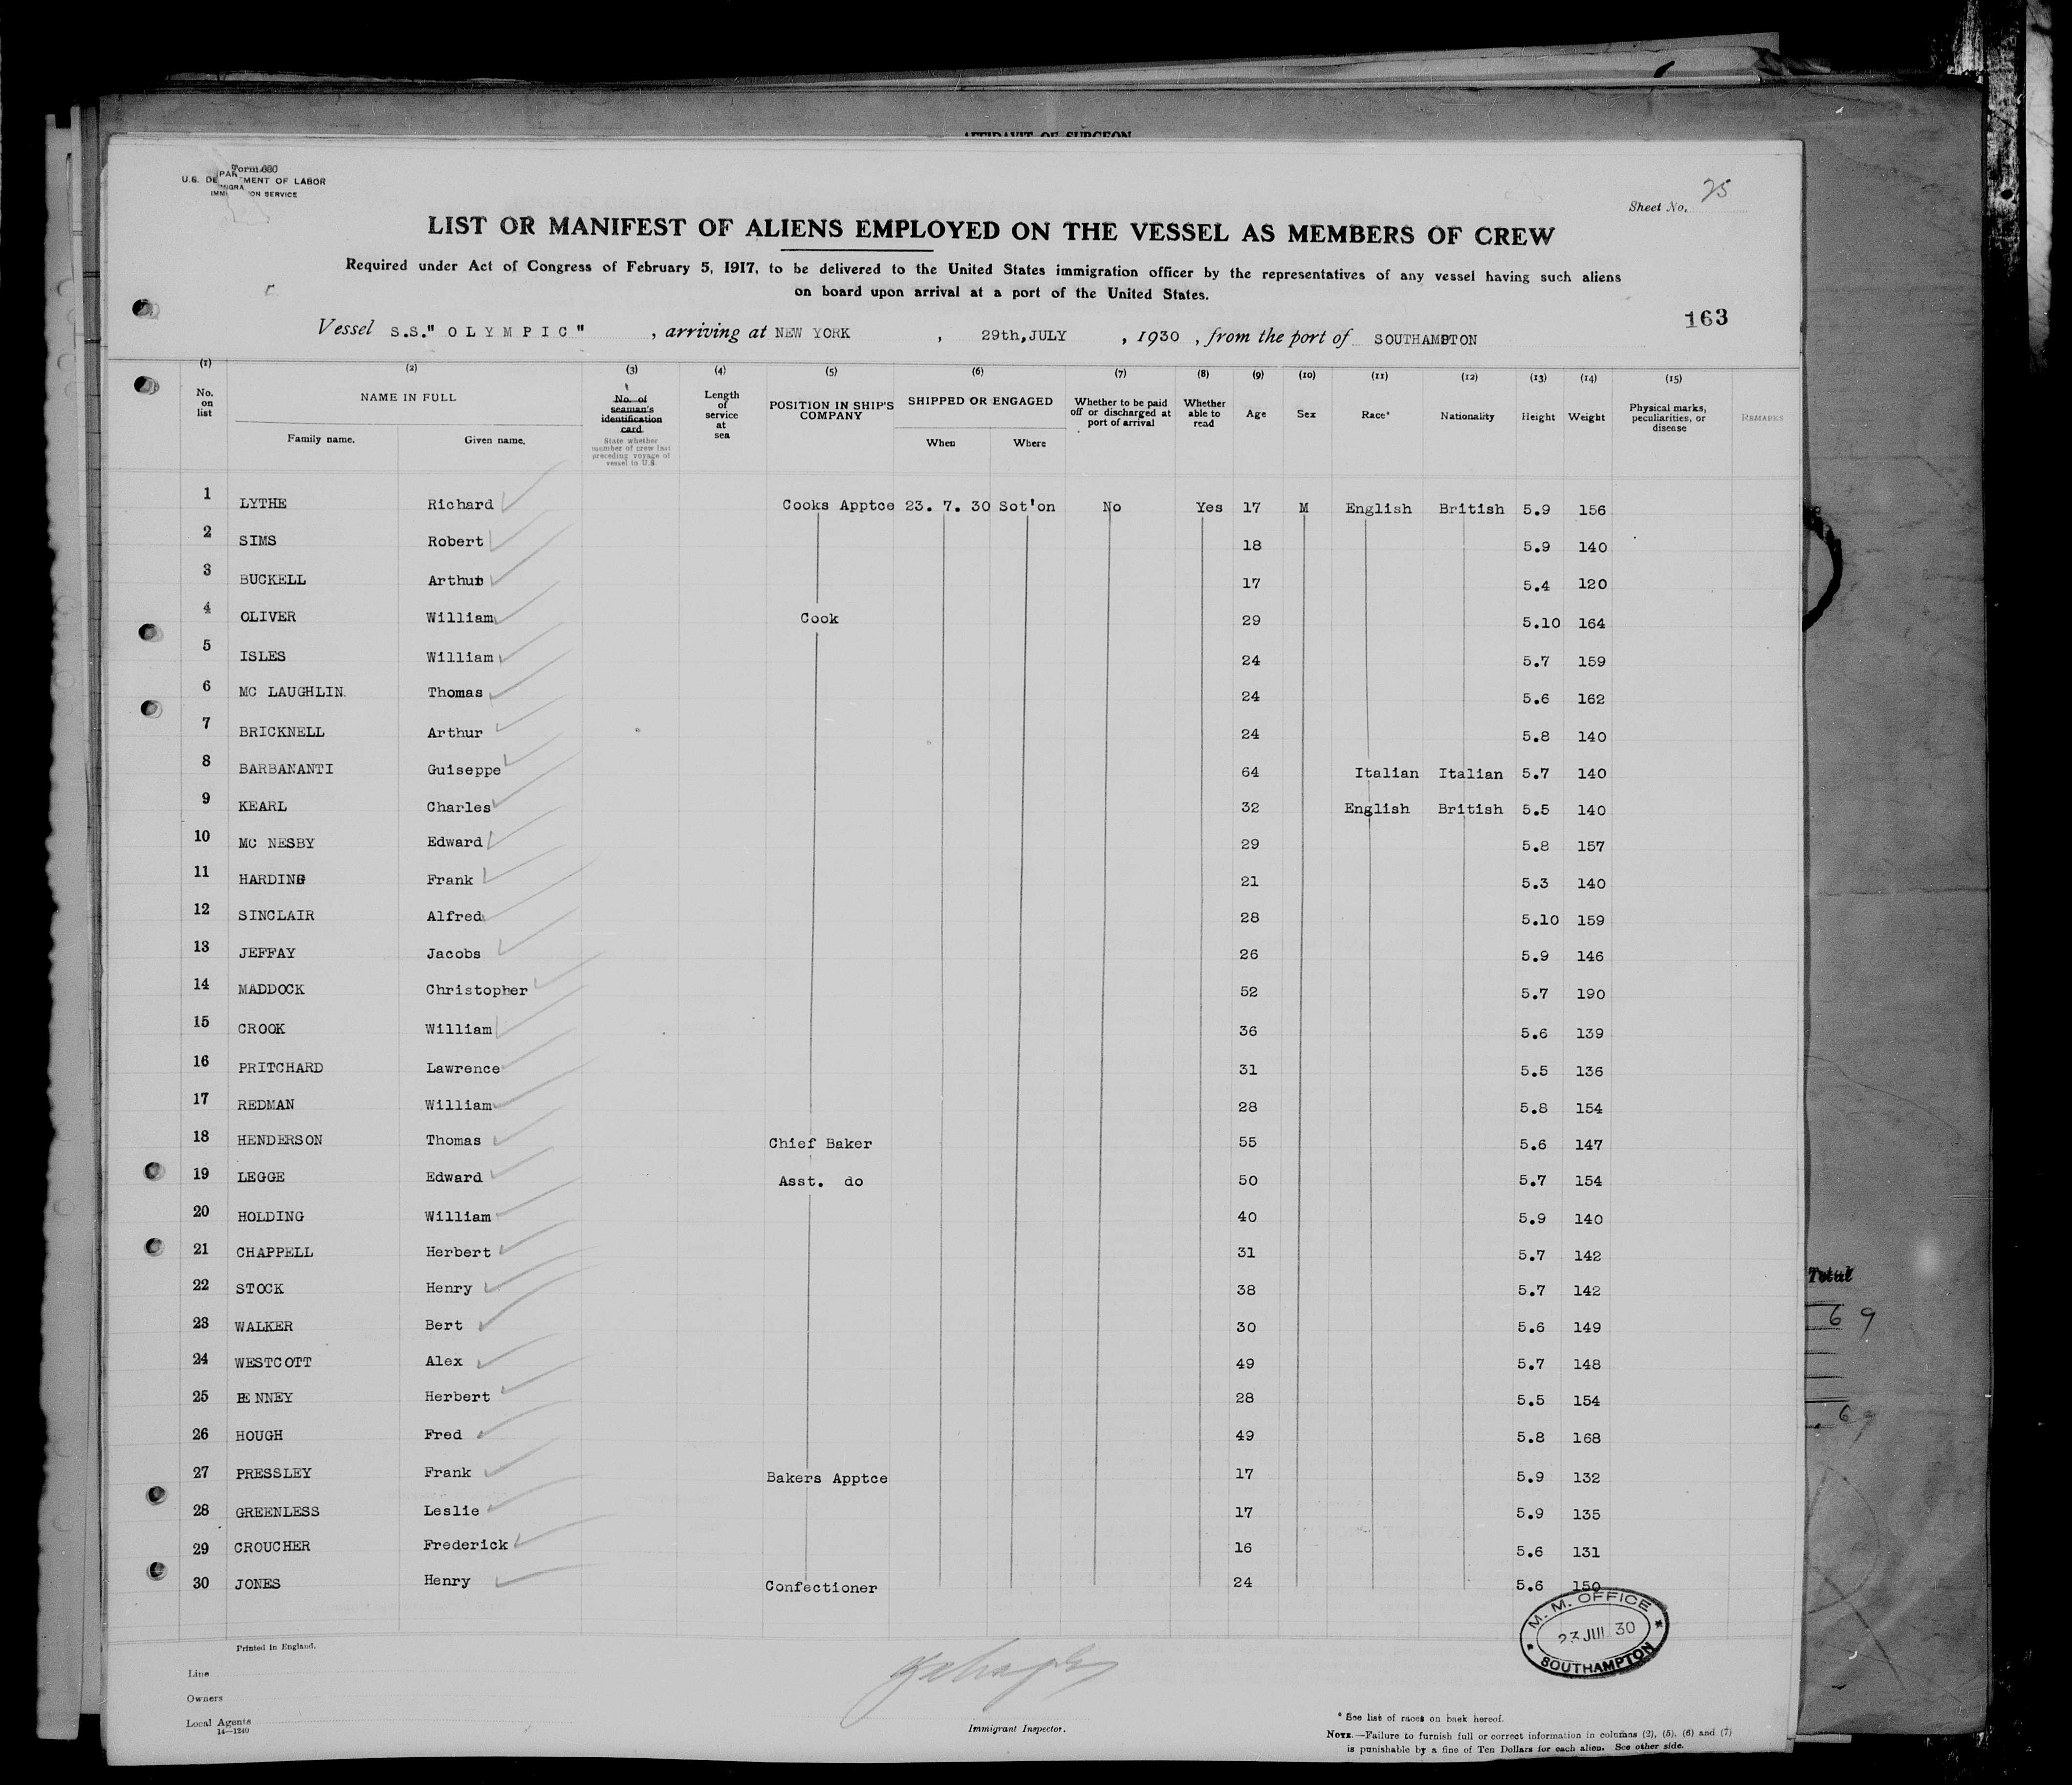 AFFIDAVIT OF SURGEON
Form 680
U.S. DEPARTMENT OF LABOR
IMMIGRATION SERVICE
Sheet No. 25
LIST OR MANIFEST OF ALIENS EMPLOYED ON THE VESSEL AS MEMBERS OF CREW
Required under Act of Congress of February 5, 1917, to be delivered to the United States immigration officer by the representatives of any vessel having such aliens
on board upon arrival at a port of the United States.
163
Vessel S.S." O L Y M P I C " , arriving at NEW YORK , 29th,JULY , 1930 , from the port of SOUTHAMPTON
(1) (2) (3) (4) (5) (6) (7) (8) (9) (10) (11) (12) (13) (14) (15)
No. on list NAME IN FULL Family name. Given name. No. of seaman's identification card. State whether member of crew last preceding voyage of vessel to U.S. Length of service at sea POSITION IN SHIP'S COMPANY SHIPPED OR ENGAGED When Where Whether to be paid off or discharged at port of arrival Whether able to read Age Sex Race* Nationality Height Weight Physical marks, peculiarities, or disease REMARKS
1 LYTHE Richard Cooks Apptce 23. 7. 30 Sot'on No Yes 17 M English British 5.9 156
2 SIMS Robert 18 5.9 140
3 BUCKELL Arthur 17 5.4 120
4 OLIVER William Cook 29 5.10 164
5 ISLES William 24 5.7 159
6 MC LAUGHLIN. Thomas 24 5.6 162
7 BRICKNELL Arthur 24 5.8 140
8 BARBANANTI Guiseppe 64 Italian Italian 5.7 140
9 KEARL Charles 32 English British 5.5 140
10 MC NESBY Edward 29 5.8 157
11 HARDING Frank 21 5.3 140
12 SINCLAIR Alfred 28 5.10 159
13 JEFFAY Jacobs 26 5.9 146
14 MADDOCK Christopher 52 5.7 190
15 CROOK William 36 5.6 139
16 PRITCHARD Lawrence 31 5.5 136
17 REDMAN William 28 5.8 154
18 HENDERSON Thomas Chief Baker 55 5.6 147
19 LEGGE Edward Asst. do 50 5.7 154
20 HOLDING William 40 5.9 140
21 CHAPPELL Herbert 31 5.7 142
22 STOCK Henry 38 5.7 142
23 WALKER Bert 30 5.6 149
24 WESTCOTT Alex 49 5.7 148
25 Herbert 28 5.5 154
26 HOUGH Fred 49 5.8 168
27 PRESSLEY Frank Bakers Apptce 17 5.9 132
28 GREENLESS Leslie 17 5.9 135
29 CROUCHER Frederick 16 5.6 131
30 JONES Henry Confectioner 24 5.6 150
M. M. OFFICE
23 JUL 30
SOUTHAMPTON
Total
69
69
Printed in England.
Line
Owners
Local Agents
14—1240
Immigrant Inspector.
* See list of races on back hereof.
NOTE.—Failure to furnish full or correct information in columns (2), (5), (6) and (7)
is punishable by a fine of Ten Dollars for each alien. See other side.